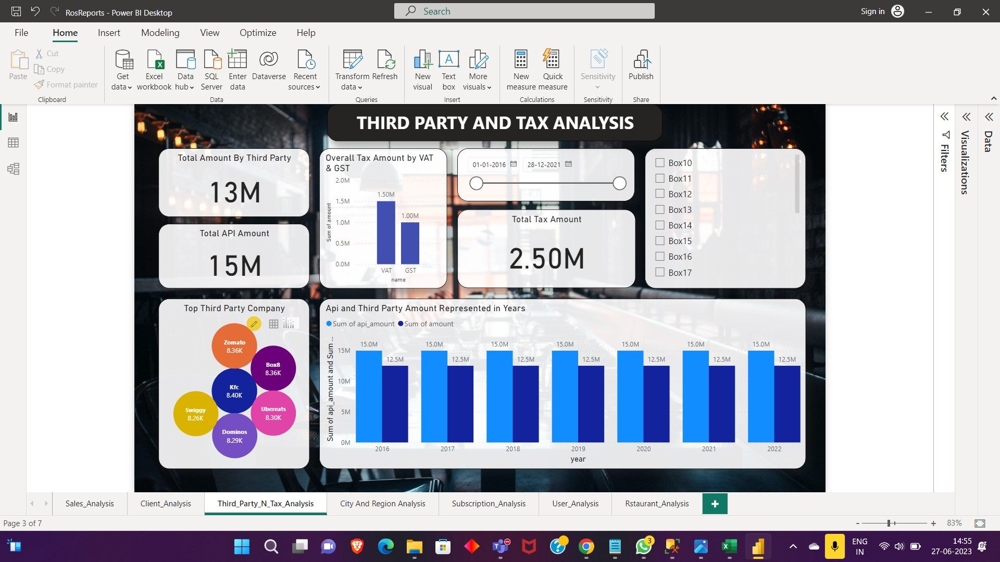 RosReports - Power BI Desktop
Search
Sign in
File
Home
Insert
Modeling
View
Optimize
Help
Paste
Cut
Copy
Format painter
Clipboard
Get data
Excel workbook
Data hub
SQL Server
Enter data
Dataverse
Recent sources
Data
Transform data
Refresh
Queries
New visual
Text box
More visuals
Insert
New measure
Quick measure
Calculations
Sensitivity
Sensitivity
Publish
Share
THIRD PARTY AND TAX ANALYSIS
Total Amount By Third Party
13M
Total API Amount
15M
Overall Tax Amount by VAT
& GST
2.0M
1.5M
1.0M
0.5M
0.0M
Sum of amount
1.50M
1.00M
VAT
GST
name
01-01-2016
28-12-2021
Total Tax Amount
2.50M
Box10
Box11
Box12
Box13
Box14
Box15
Box16
Box17
Filters
Visualizations
Data
Top Third Party Company
Zomato
8.36K
Box8
8.36K
Kfc
8.40K
Swiggy
8.26K
Ubereats
8.30K
Dominos
8.29K
Api and Third Party Amount Represented in Years
Sum of api_amount
Sum of amount
Sum of api_amount and Sum ...
15M
10M
5M
0M
15.0M 12.5M
15.0M 12.5M
15.0M 12.5M
15.0M 12.5M
15.0M 12.5M
15.0M 12.5M
15.0M 12.5M
2016 2017 2018 2019 2020 2021 2022
year
Sales_Analysis
Client_Analysis
Third_Party_N_Tax_Analysis
City And Region Analysis
Subscription_Analysis
User_Analysis
Rstaurant_Analysis
+
Page 3 of 7
- + 83%
3
ENG
IN
14:55
27-06-2023